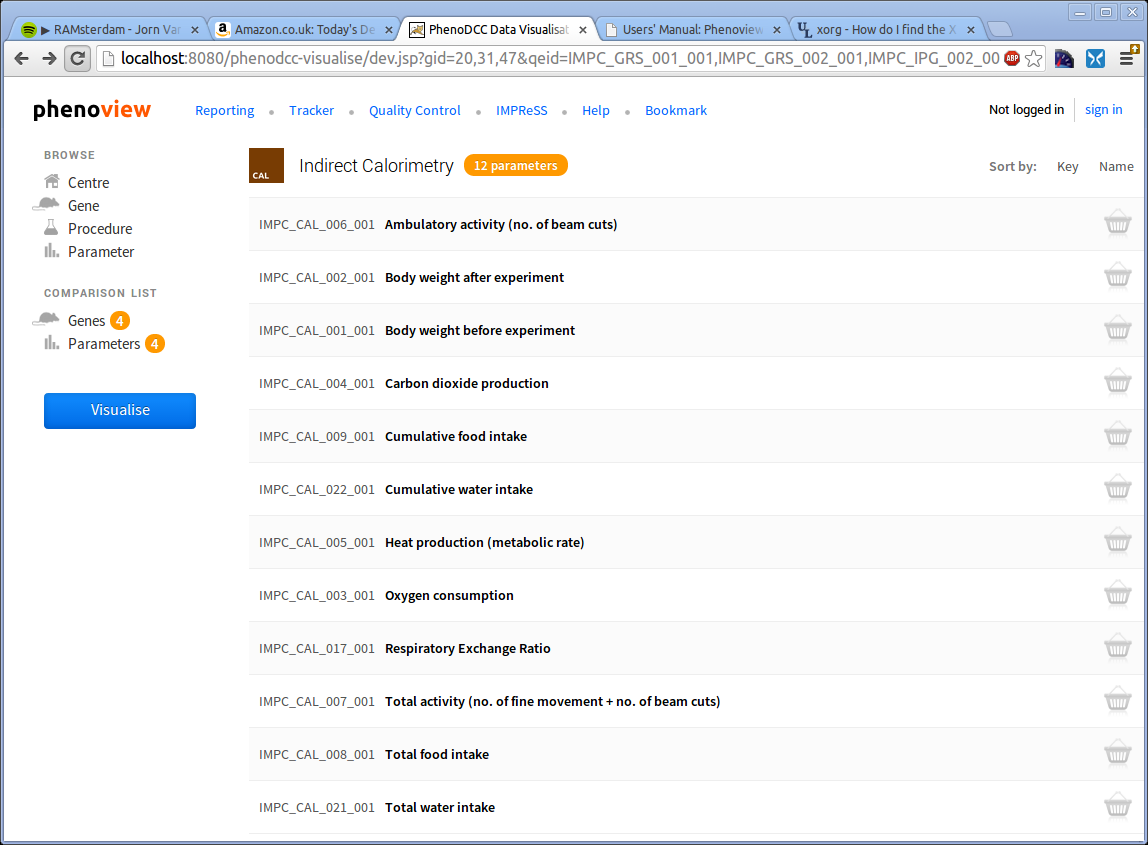 ▶ RAMsterdam - Jorn Va
Amazon.co.uk: Today's De
PhenoDCC Data Visualisat
Users' Manual: Phenoview
xorg - How do I find the X
localhost:8080/phenodcc-visualise/dev.jsp?gid=20,31,47&qeid=IMPC_GRS_001_001,IMPC_GRS_002_001,IMPC_IPG_002_00
ABP
phenoview
Reporting • Tracker • Quality Control • IMPReSS • Help • Bookmark
Not logged in
sign in
BROWSE
Centre
Gene
Procedure
Parameter
COMPARISON LIST
Genes 4
Parameters 4
Visualise
CAL
Indirect Calorimetry
12 parameters
Sort by: Key Name
IMPC_CAL_006_001 Ambulatory activity (no. of beam cuts)
IMPC_CAL_002_001 Body weight after experiment
IMPC_CAL_001_001 Body weight before experiment
IMPC_CAL_004_001 Carbon dioxide production
IMPC_CAL_009_001 Cumulative food intake
IMPC_CAL_022_001 Cumulative water intake
IMPC_CAL_005_001 Heat production (metabolic rate)
IMPC_CAL_003_001 Oxygen consumption
IMPC_CAL_017_001 Respiratory Exchange Ratio
IMPC_CAL_007_001 Total activity (no. of fine movement + no. of beam cuts)
IMPC_CAL_008_001 Total food intake
IMPC_CAL_021_001 Total water intake